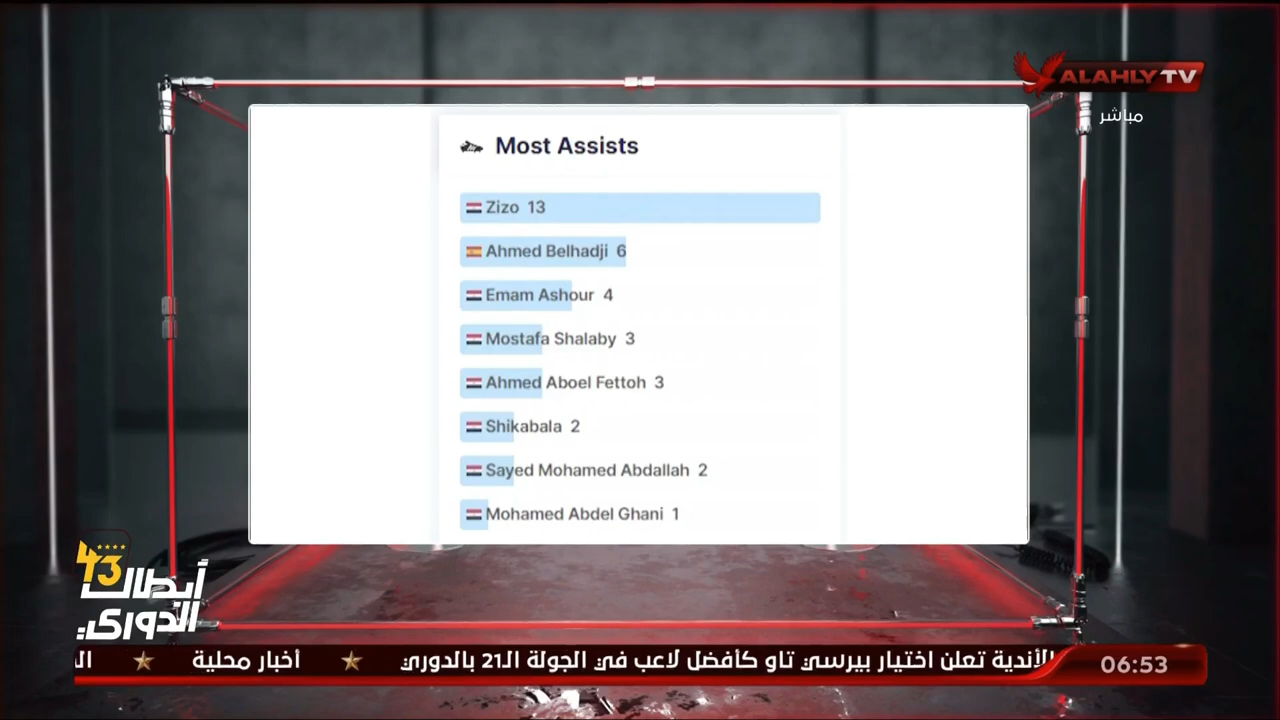 ALAHLY TV
مباشر
Most Assists
Zizo 13
Ahmed Belhadji 6
Emam Ashour 4
Mostafa Shalaby 3
Ahmed Aboel Fettoh 3
Shikabala 2
Sayed Mohamed Abdallah 2
Mohamed Abdel Ghani 1
43
أبطال
الدوري
الأندية تعلن اختيار بيرسي تاو كأفضل لاعب في الجولة الـ21 بالدوري ★ أخبار محلية ★
06:53